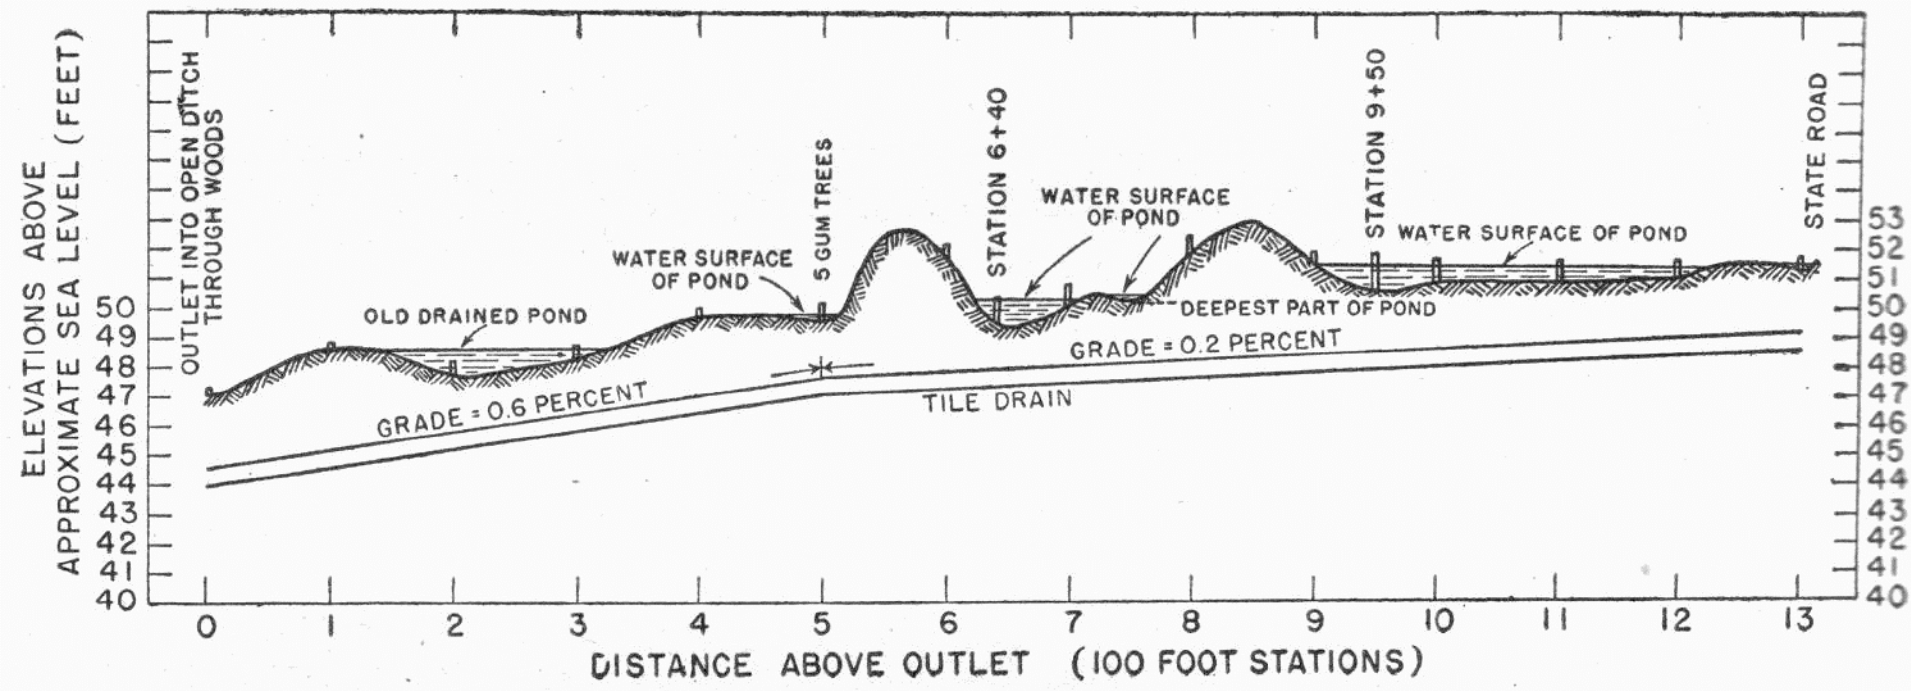 ELEVATIONS ABOVE
APPROXIMATE SEA LEVEL (FEET)
50
49
48
47
46
45
44
43
42
41
40
OUTLET INTO OPEN DITCH
THROUGH WOODS
OLD DRAINED POND
WATER SURFACE
OF POND
5 GUM TREES
STATION 6+40
WATER SURFACE
OF POND
STATION 9+50
WATER SURFACE OF POND
STATE ROAD
DEEPEST PART OF POND
GRADE = 0.6 PERCENT
GRADE = 0.2 PERCENT
TILE DRAIN
53
52
51
50
49
48
47
46
45
44
43
42
41
40
0 1 2 3 4 5 6 7 8 9 10 11 12 13
DISTANCE ABOVE OUTLET (100 FOOT STATIONS)